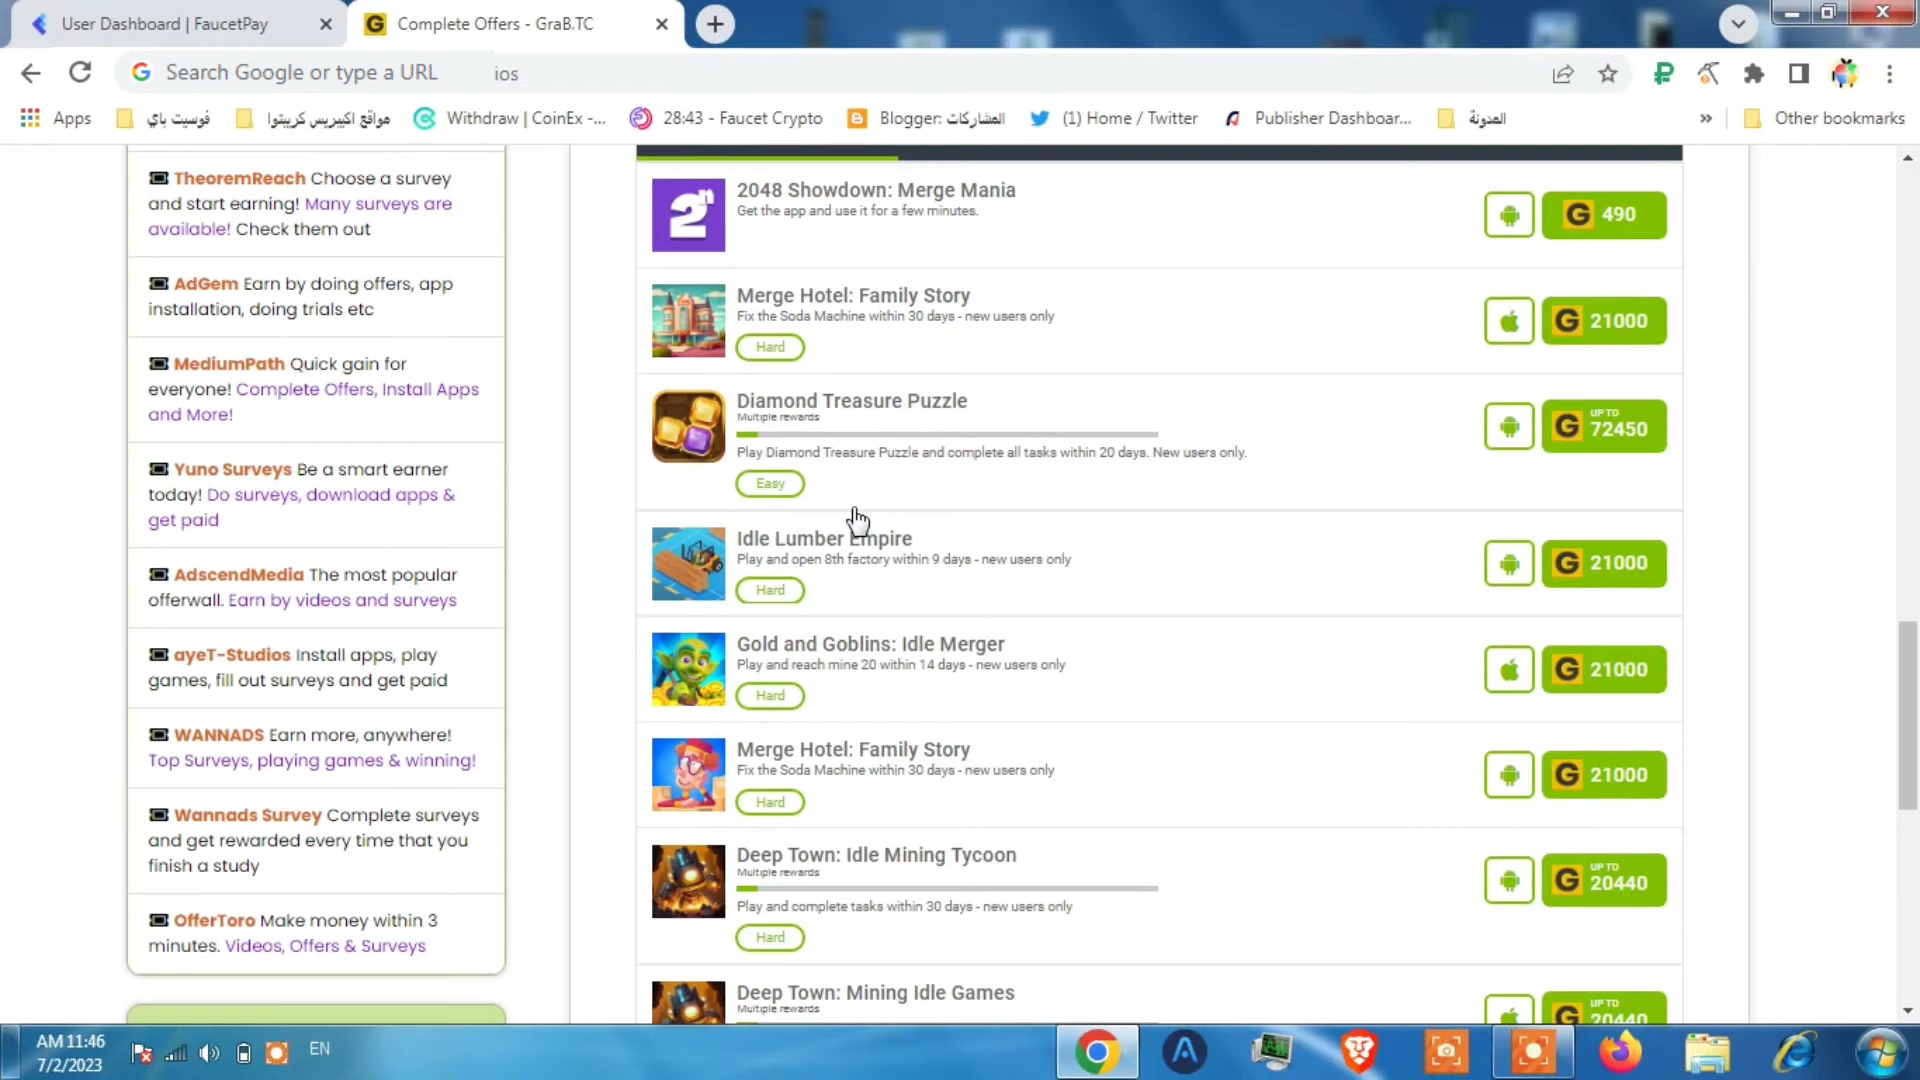 User Dashboard | FaucetPay
Complete Offers - GraB.TC
Search Google or type a URL
ios
Apps
فوسيت باي
مواقع اكبيريس كريبتوا
Withdraw | CoinEx -...
28:43 - Faucet Crypto
Blogger: المشاركات
(1) Home / Twitter
Publisher Dashboar...
المدونة
»
Other bookmarks
TheoremReach Choose a survey
and start earning! Many surveys are
available! Check them out
AdGem Earn by doing offers, app
installation, doing trials etc
MediumPath Quick gain for
everyone! Complete Offers, Install Apps
and More!
Yuno Surveys Be a smart earner
today! Do surveys, download apps &
get paid
AdscendMedia The most popular
offerwall. Earn by videos and surveys
ayeT-Studios Install apps, play
games, fill out surveys and get paid
WANNADS Earn more, anywhere!
Top Surveys, playing games & winning!
Wannads Survey Complete surveys
and get rewarded every time that you
finish a study
OfferToro Make money within 3
minutes. Videos, Offers & Surveys
2048 Showdown: Merge Mania
Get the app and use it for a few minutes.
G 490
Merge Hotel: Family Story
Fix the Soda Machine within 30 days - new users only
Hard
G 21000
Diamond Treasure Puzzle
Multiple rewards
Play Diamond Treasure Puzzle and complete all tasks within 20 days. New users only.
Easy
UP TO
G 72450
Idle Lumber Empire
Play and open 8th factory within 9 days - new users only
Hard
G 21000
Gold and Goblins: Idle Merger
Play and reach mine 20 within 14 days - new users only
Hard
G 21000
Merge Hotel: Family Story
Fix the Soda Machine within 30 days - new users only
Hard
G 21000
Deep Town: Idle Mining Tycoon
Multiple rewards
Play and complete tasks within 30 days - new users only
Hard
UP TO
G 20440
Deep Town: Mining Idle Games
Multiple rewards
UP TO
G 20440
AM 11:46
7/2/2023
EN